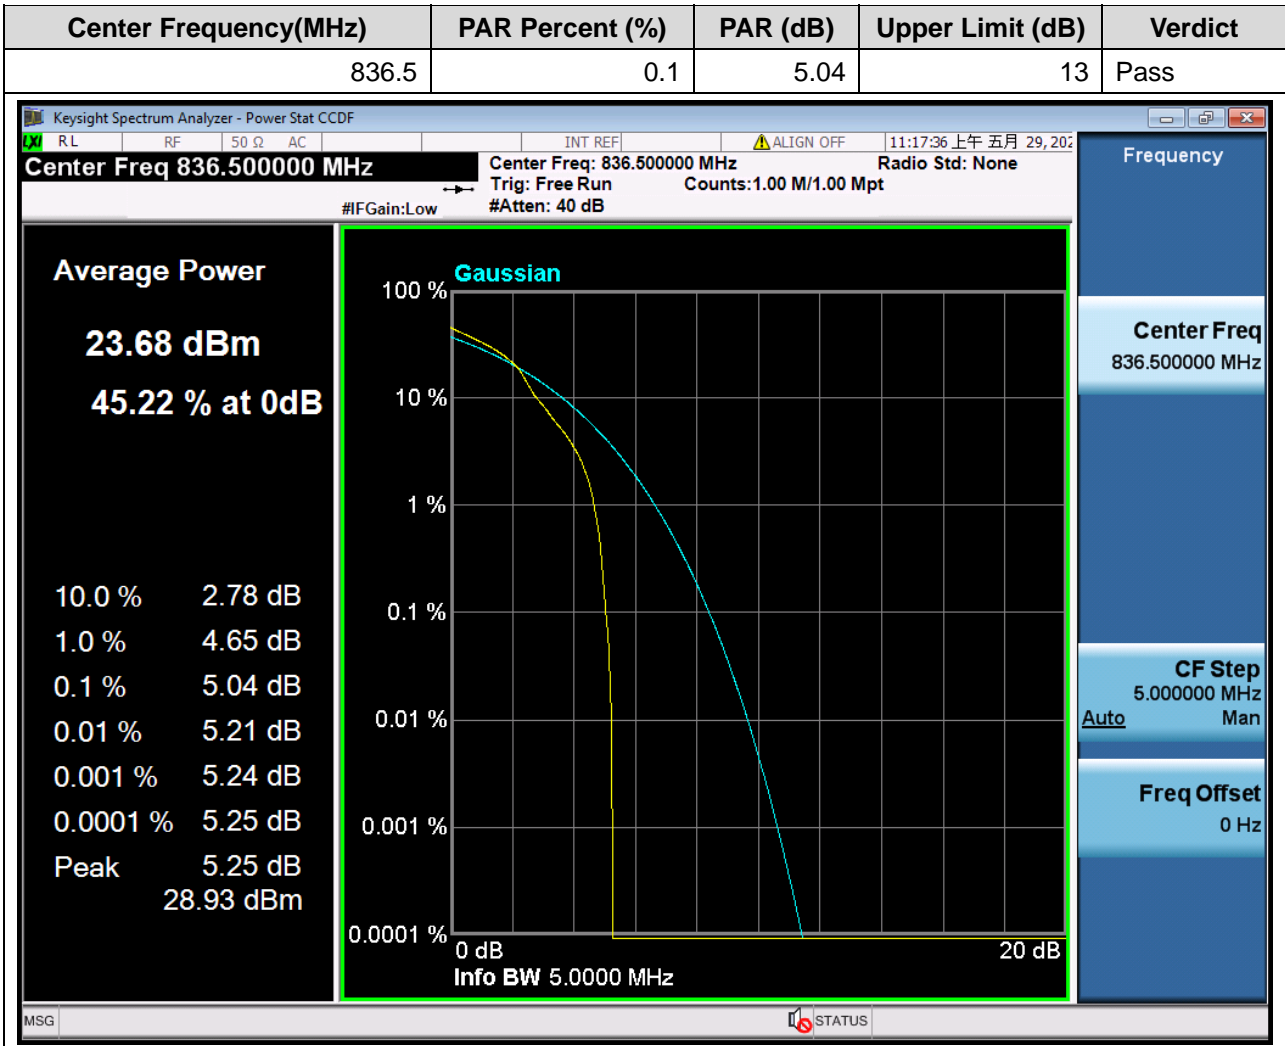 Center Frequency(MHz) PAR Percent (%) PAR (dB) Upper Limit (dB) Verdict
836.5 0.1 5.04 13 Pass
Keysight Spectrum Analyzer - Power Stat CCDF
LXI RL RF 50 Ω AC INT REF ALIGN OFF 11:17:36 上午 五月 29, 202
Center Freq 836.500000 MHz
#IFGain:Low
Center Freq: 836.500000 MHz Radio Std: None
Trig: Free Run Counts:1.00 M/1.00 Mpt
#Atten: 40 dB
Average Power
23.68 dBm
45.22 % at 0dB
10.0 % 2.78 dB
1.0 % 4.65 dB
0.1 % 5.04 dB
0.01 % 5.21 dB
0.001 % 5.24 dB
0.0001 % 5.25 dB
Peak 5.25 dB
28.93 dBm
Gaussian
100 %
10 %
1 %
0.1 %
0.01 %
0.001 %
0.0001 %
0 dB 20 dB
Info BW 5.0000 MHz
Frequency
Center Freq
836.500000 MHz
CF Step
5.000000 MHz
Auto Man
Freq Offset
0 Hz
MSG STATUS